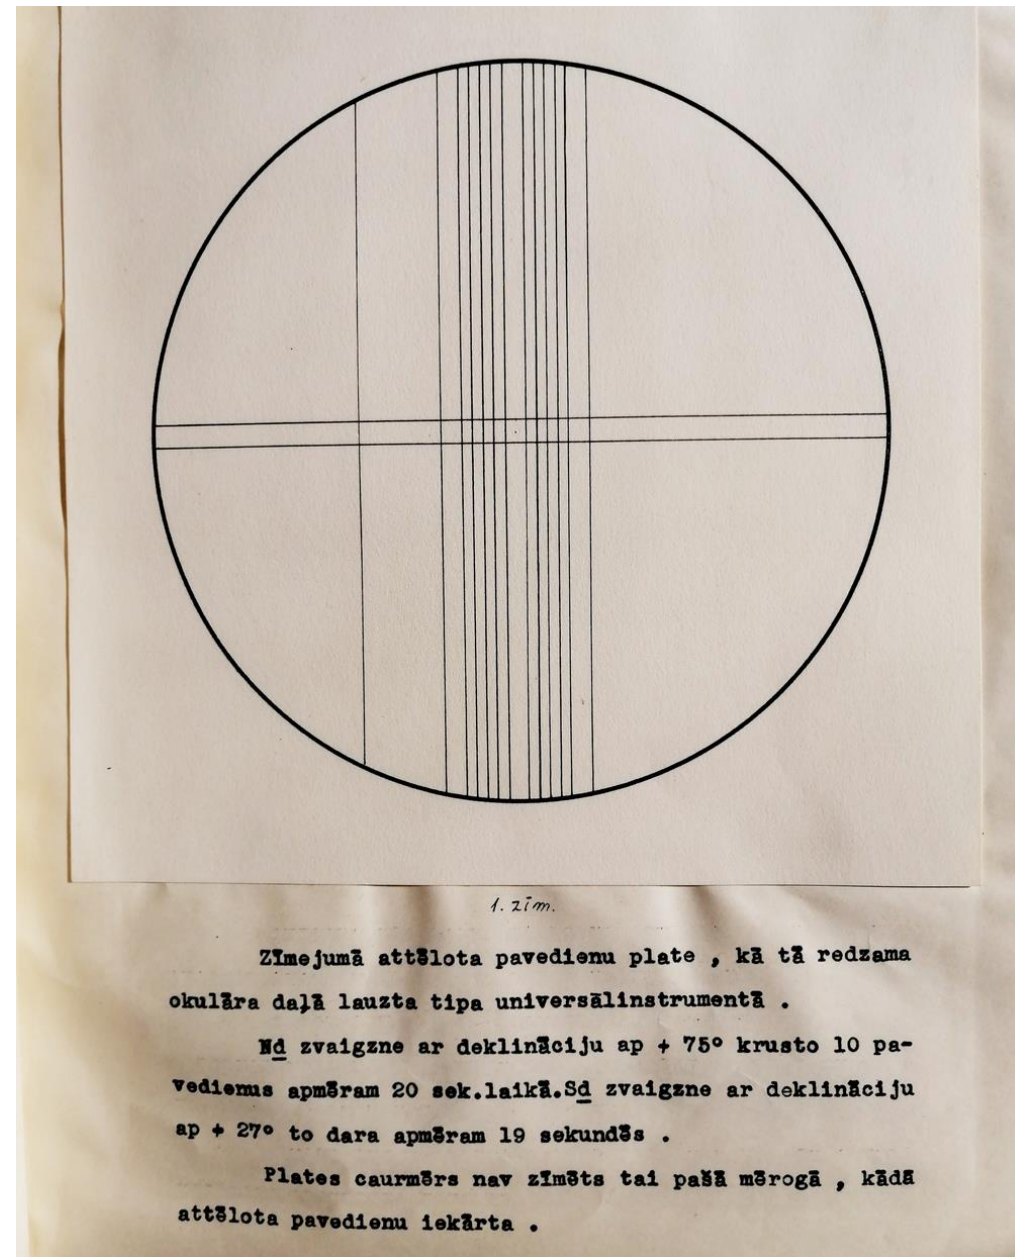 1. zīm.
Zīmejumā attēlota pavedienu plate , kā tā redzama
okulāra daļā lauzta tipa universālinstrumentā .
Nd zvaigzne ar deklināciju ap + 75° krusto 10 pa-
vedienus apmēram 20 sek.laikā.Sd zvaigzne ar deklināciju
ap + 27° to dara apmēram 19 sekundēs .
Plates caurmērs nav zīmēts tai pašā mērogā , kādā
attēlota pavedienu iekārta .